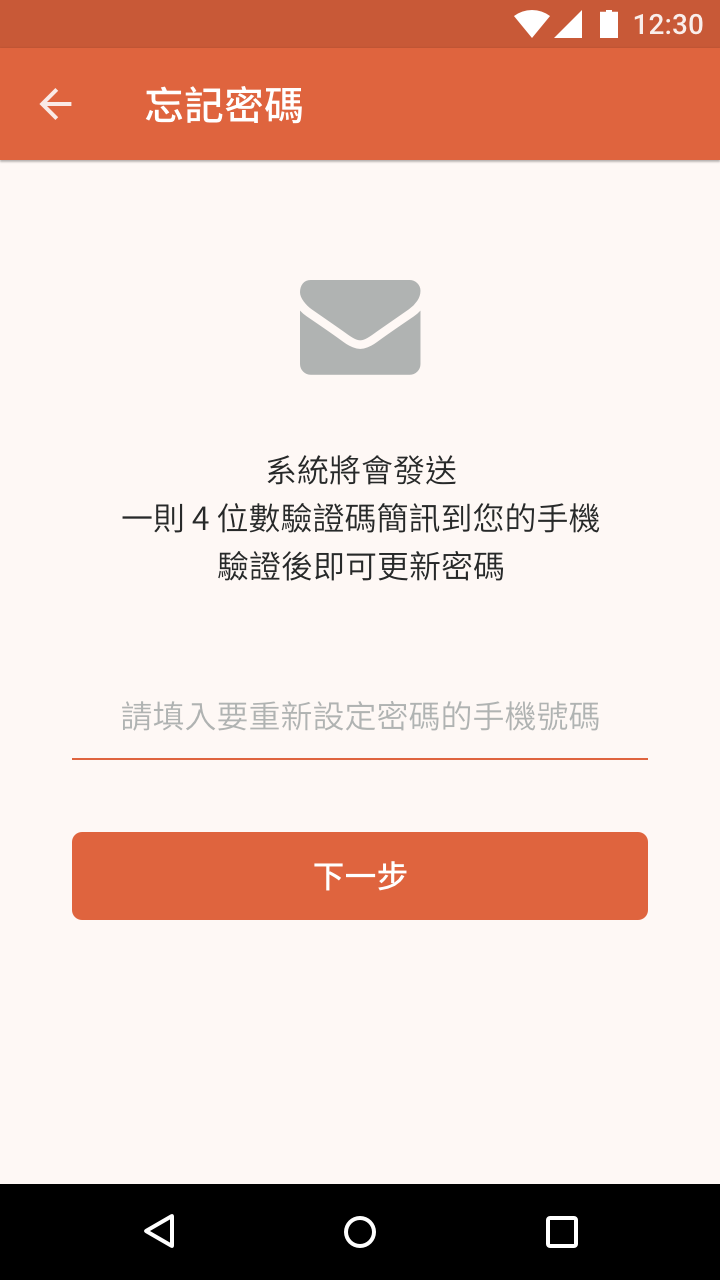 12:30
忘記密碼
系統將會發送
一則 4 位數驗證碼簡訊到您的手機
驗證後即可更新密碼
請填入要重新設定密碼的手機號碼
下一步